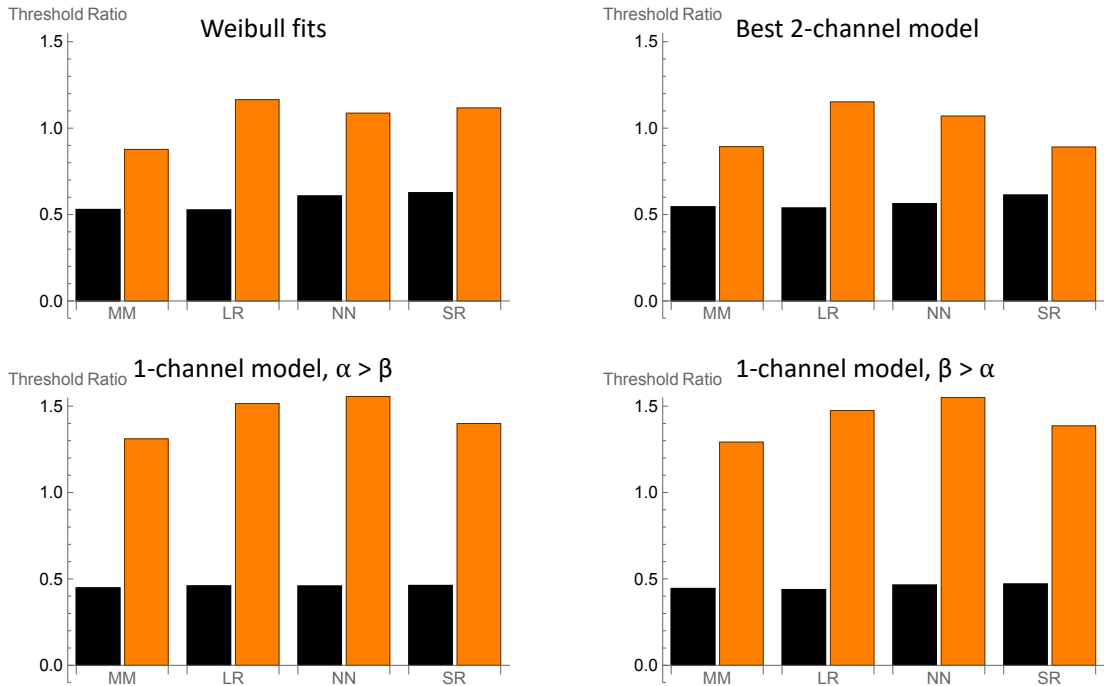 Threshold Ratio
Weibull fits
1.5
1.0
0.5
0.0
MM LR NN SR
Threshold Ratio
Best 2-channel model
1.5
1.0
0.5
0.0
MM LR NN SR
Threshold Ratio
1-channel model, α > β
1.5
1.0
0.5
0.0
MM LR NN SR
Threshold Ratio
1-channel model, β > α
1.5
1.0
0.5
0.0
MM LR NN SR